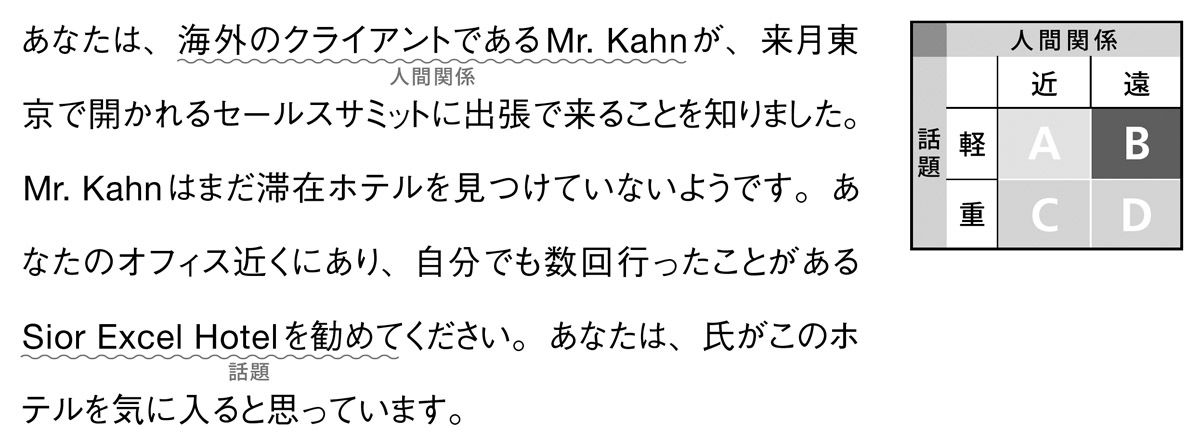 あなたは、海外のクライアントであるMr. Kahnが、来月東
人間関係
京で開かれるセールスサミットに出張で来ることを知りました。
Mr. Kahnはまだ滞在ホテルを見つけていないようです。あ
なたのオフィス近くにあり、自分でも数回行ったことがある
Sior Excel Hotelを勧めてください。あなたは、氏がこのホ
話題
テルを気に入ると思っています。
人間関係
近 遠
話題
軽 A B
重 C D